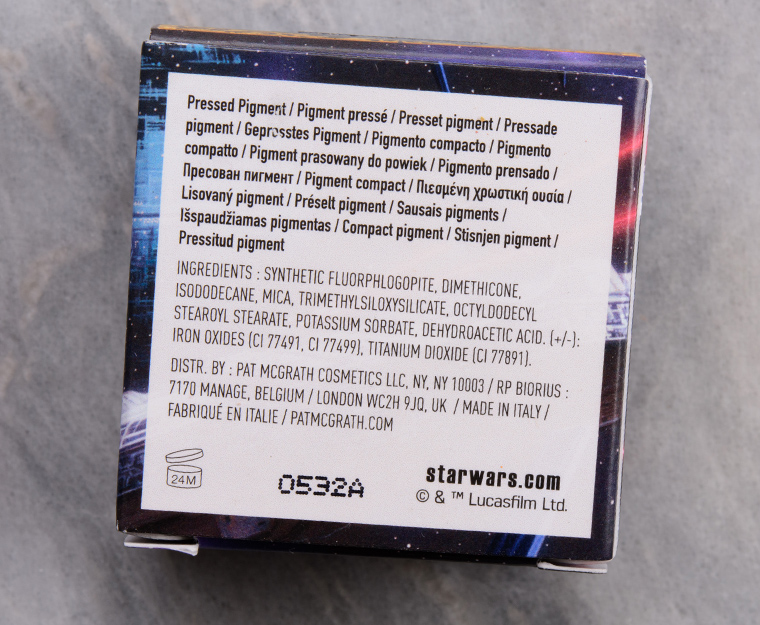 Pressed Pigment / Pigment pressé / Presset pigment / Pressade
pigment / Gepresstes Pigment / Pigmento compacto / Pigmento
compatto / Pigment prasowany do powiek / Pigmento prensado /
Пресован пигмент / Pigment compact / Πιεσμένη χρωστική ουσία /
Lisovaný pigment / Préselt pigment / Sausais pigments /
Išspaudžiamas pigmentas / Compact pigment / Stisnjen pigment /
Pressitud pigment
INGREDIENTS : SYNTHETIC FLUORPHLOGOPITE, DIMETHICONE,
ISODODECANE, MICA, TRIMETHYLSILOXYSILICATE, OCTYLDODECYL
STEAROYL STEARATE, POTASSIUM SORBATE, DEHYDROACETIC ACID. (+/-):
IRON OXIDES (CI 77491, CI 77499), TITANIUM DIOXIDE (CI 77891).
DISTR. BY : PAT MCGRATH COSMETICS LLC, NY, NY 10003 / RP BIORIUS :
7170 MANAGE, BELGIUM / LONDON WC2H 9JQ, UK / MADE IN ITALY /
FABRIQUÉ EN ITALIE / PATMCGRATH.COM
24M
0532A
starwars.com
© & ™ Lucasfilm Ltd.